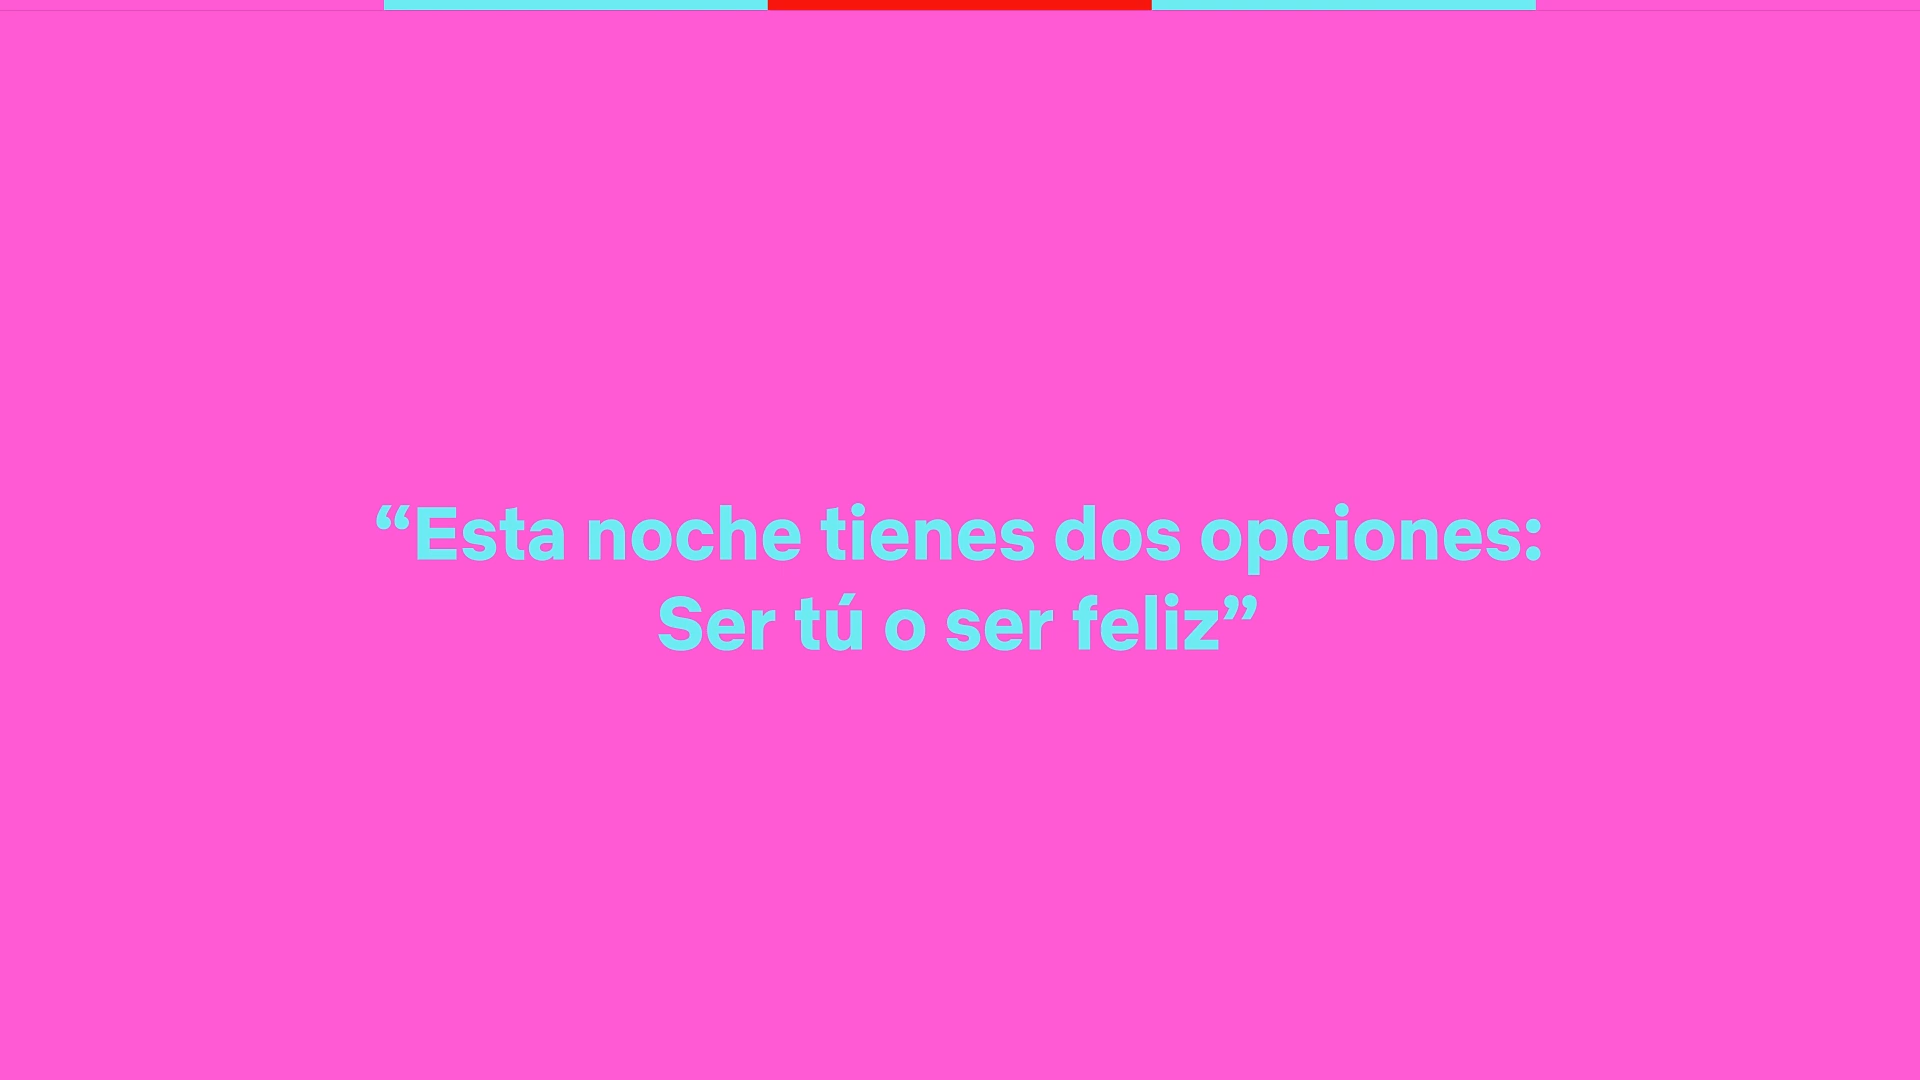 “Esta noche tienes dos opciones:
Ser tú o ser feliz”